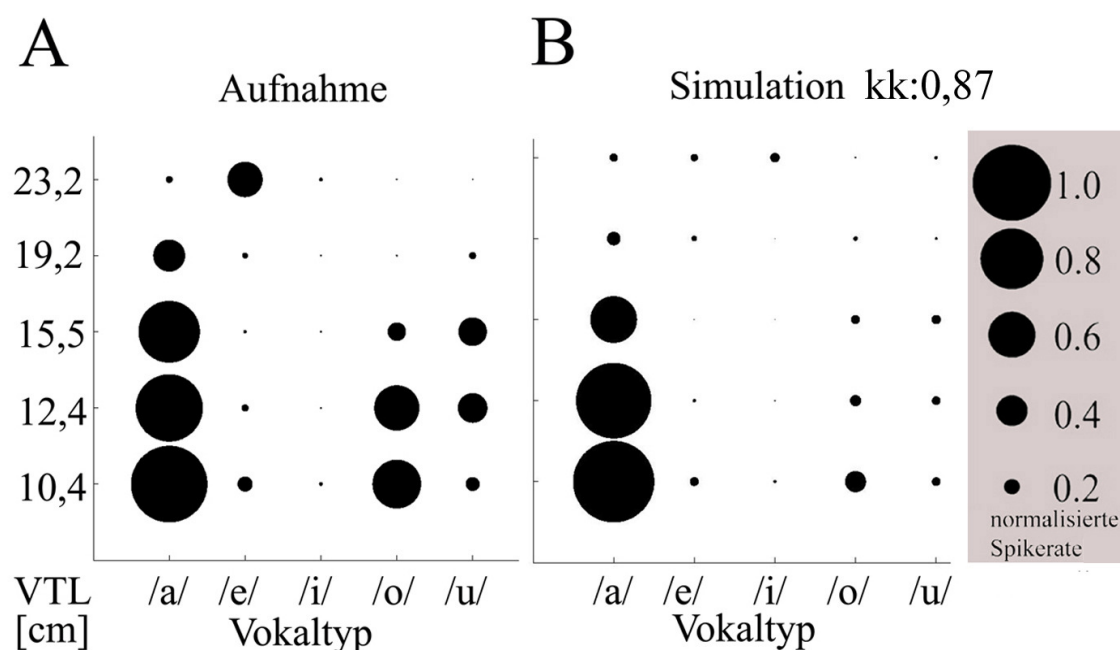 A
B
Aufnahme
Simulation kk:0,87
23,2
19,2
15,5
12,4
10,4
VTL
[cm]
/a/ /e/ /i/ /o/ /u/
Vokaltyp
/a/ /e/ /i/ /o/ /u/
Vokaltyp
1.0
0.8
0.6
0.4
0.2
normalisierte
Spikerate